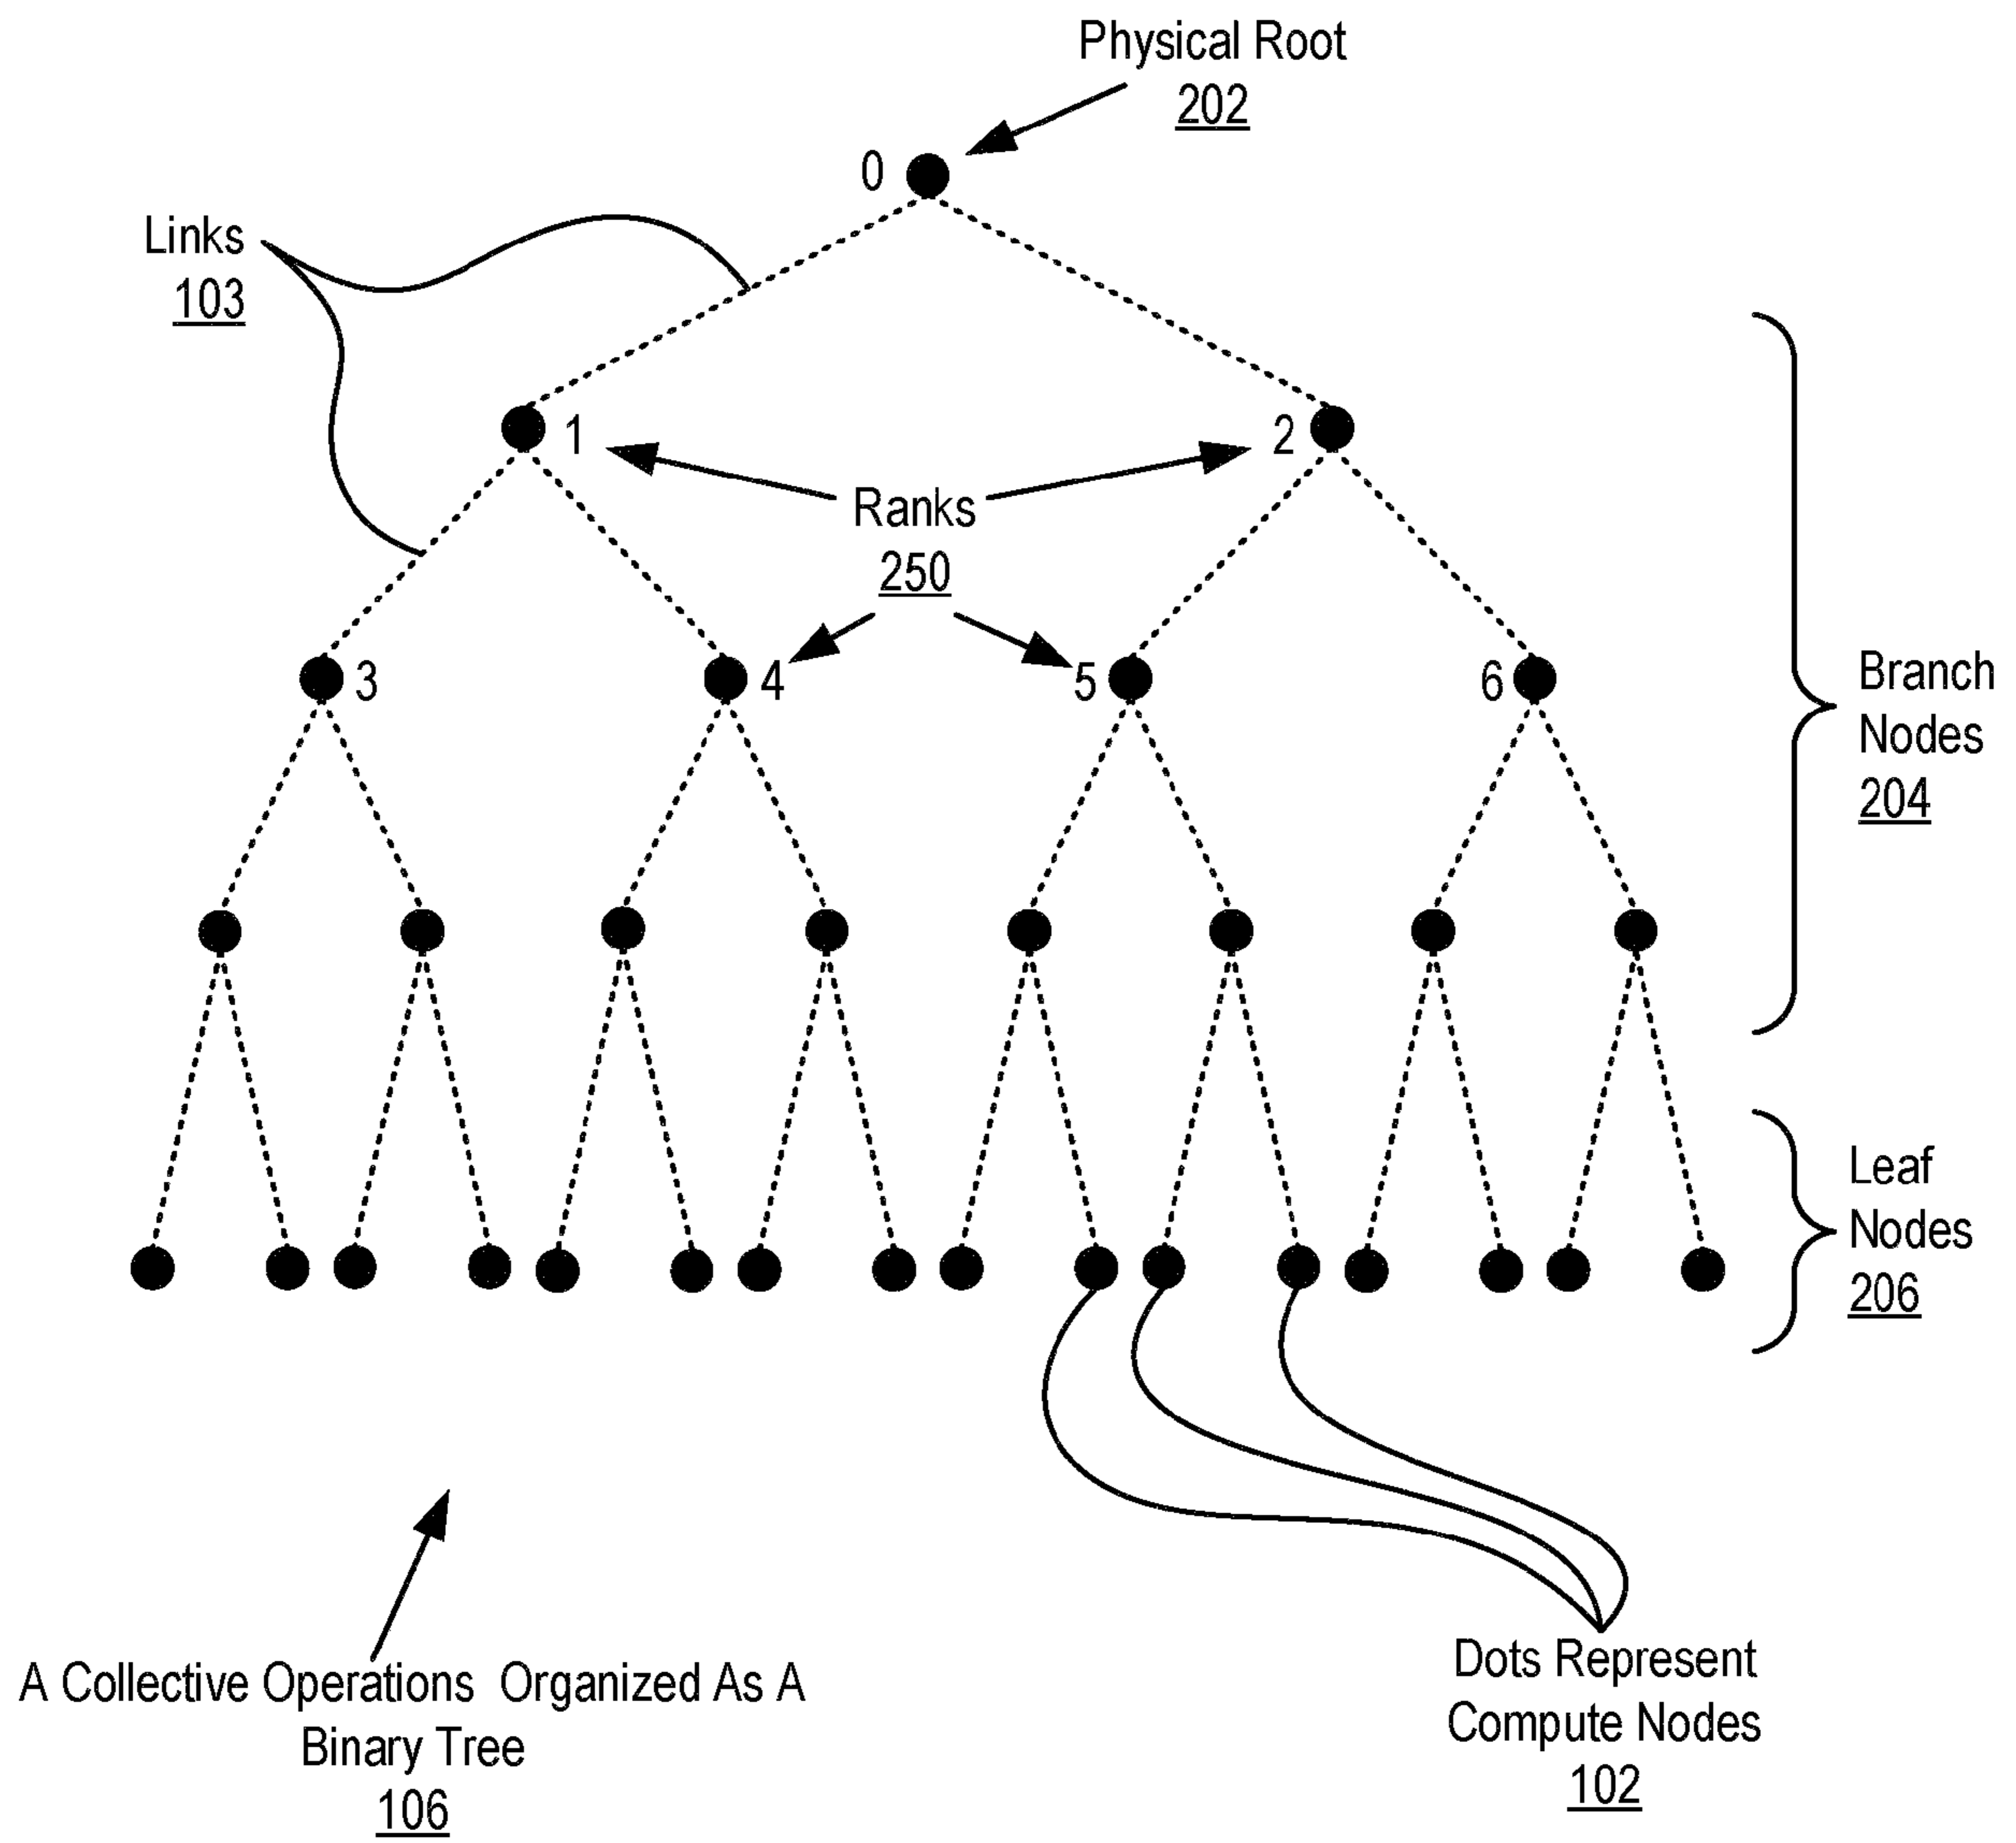 Physical Root
202
0
Links
103
1
2
Ranks
250
3
4
5
6
Branch
Nodes
204
Leaf
Nodes
206
A Collective Operations Organized As A
Binary Tree
106
Dots Represent
Compute Nodes
102